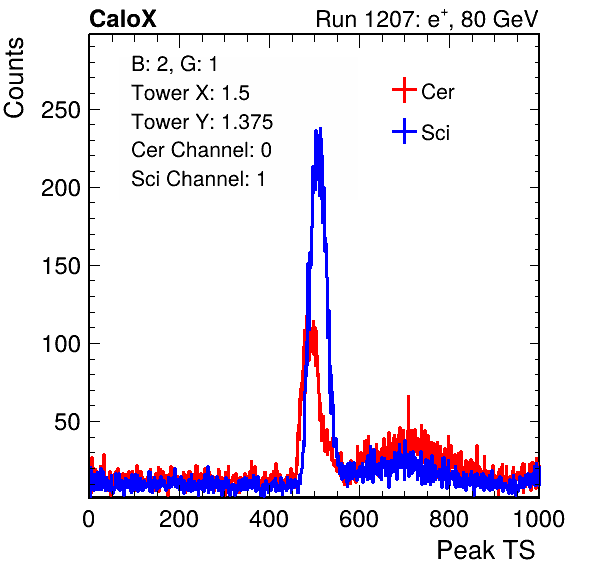 CaloX Run 1207: e⁺, 80 GeV
B: 2, G: 1
Tower X: 1.5
Tower Y: 1.375
Cer Channel: 0
Sci Channel: 1
Cer
Sci
Counts
250
200
150
100
50
0 200 400 600 800 1000
Peak TS